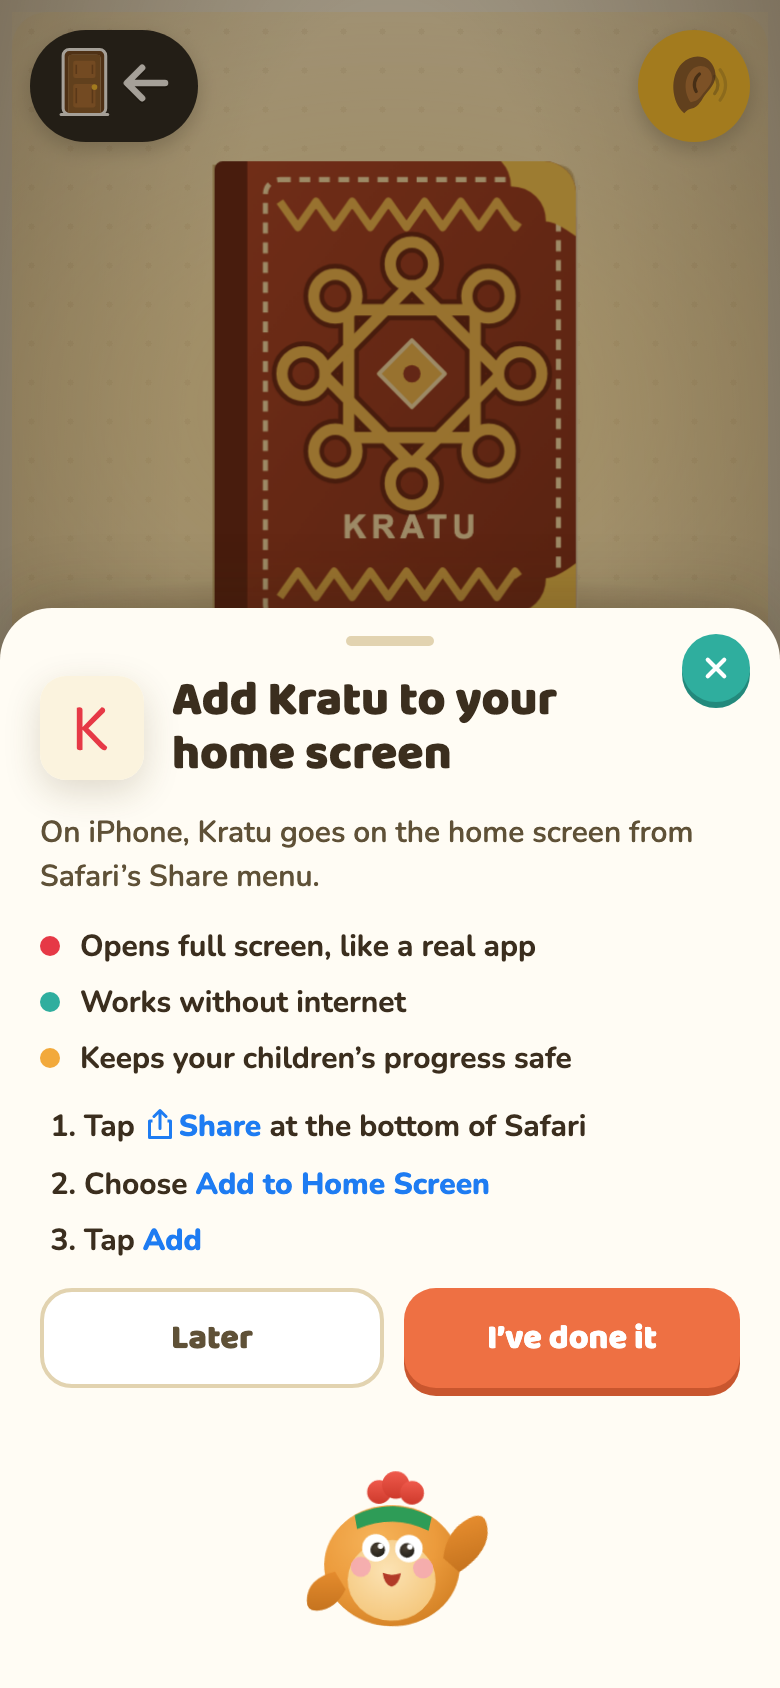 KRATU
K
Add Kratu to your
home screen
On iPhone, Kratu goes on the home screen from
Safari’s Share menu.
Opens full screen, like a real app
Works without internet
Keeps your children’s progress safe
1. Tap Share at the bottom of Safari
2. Choose Add to Home Screen
3. Tap Add
Later
I’ve done it